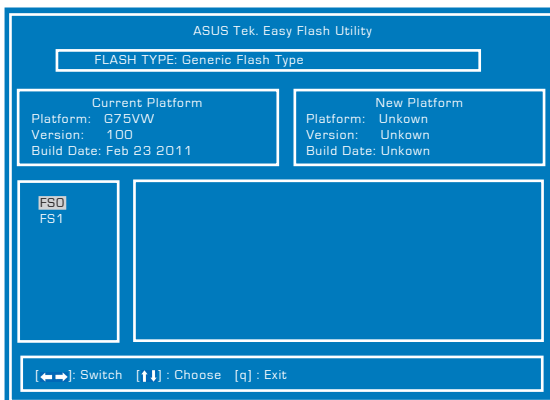 ASUS Tek. Easy Flash Utility
FLASH TYPE: Generic Flash Type
Current Platform
Platform: G75VW
Version: 100
Build Date: Feb 23 2011
New Platform
Platform: Unkown
Version: Unkown
Build Date: Unkown
FS0
FS1
[←→]: Switch [↑↓] : Choose [q] : Exit